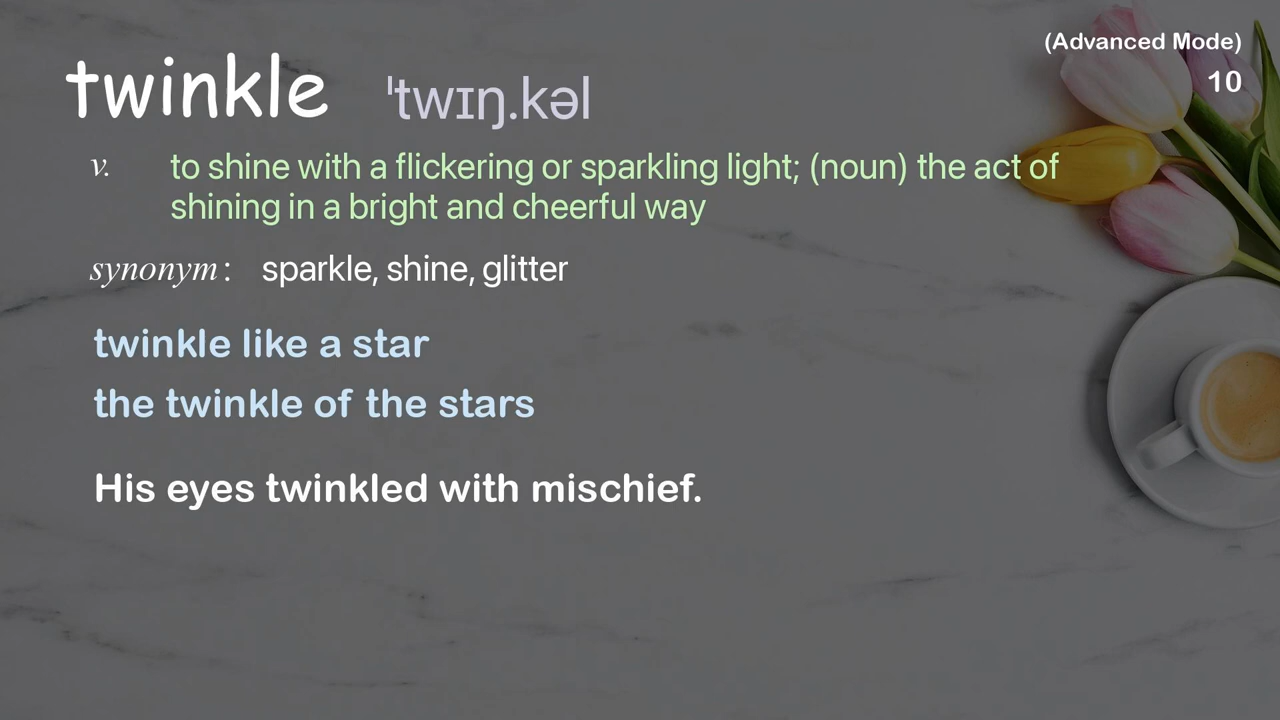 (Advanced Mode)
10
twinkle ˈtwɪŋ.kəl
v. to shine with a flickering or sparkling light; (noun) the act of
shining in a bright and cheerful way
synonym: sparkle, shine, glitter
twinkle like a star
the twinkle of the stars
His eyes twinkled with mischief.